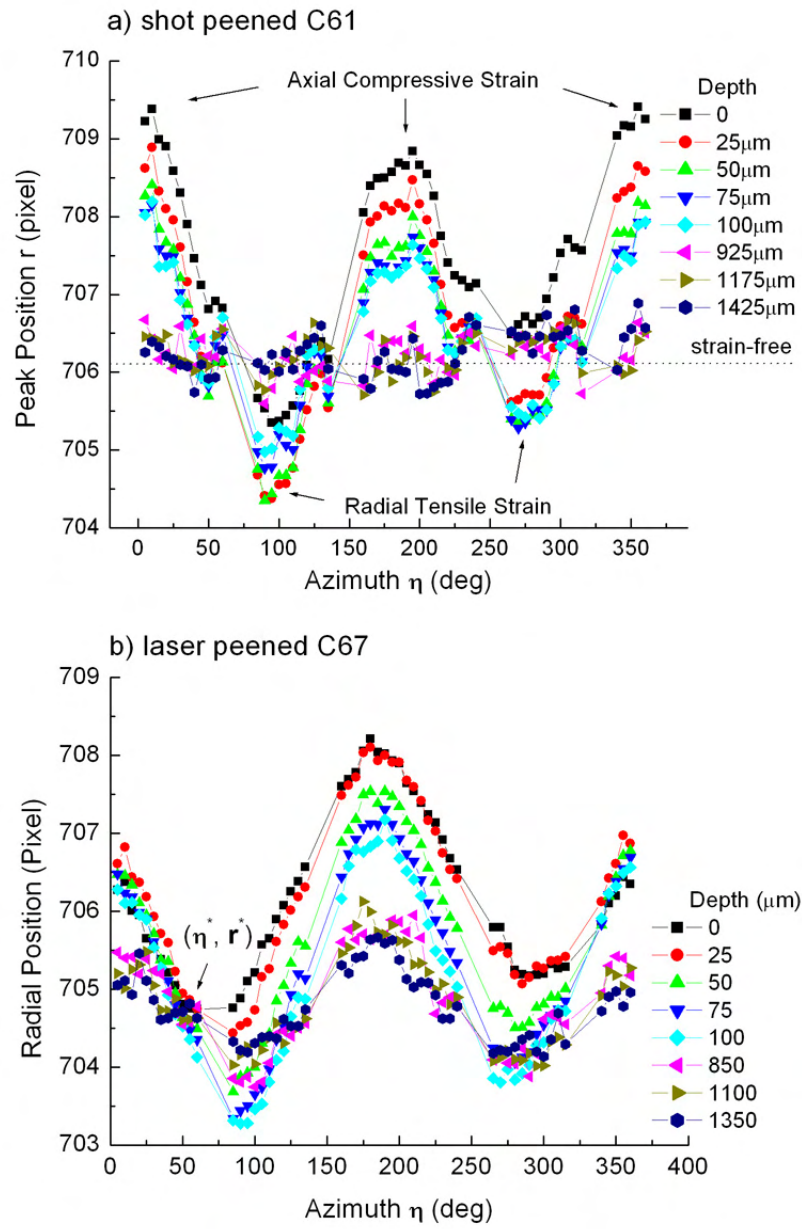 a) shot peened C61
710
709
708
707
706
705
704
Peak Position r (pixel)
Axial Compressive Strain
Radial Tensile Strain
strain-free
Depth
0
25μm
50μm
75μm
100μm
925μm
1175μm
1425μm
0 50 100 150 200 250 300 350
Azimuth η (deg)
b) laser peened C67
709
708
707
706
705
704
703
Radial Position (Pixel)
(η*, r*)
Depth (μm)
0
25
50
75
100
850
1100
1350
0 50 100 150 200 250 300 350 400
Azimuth η (deg)